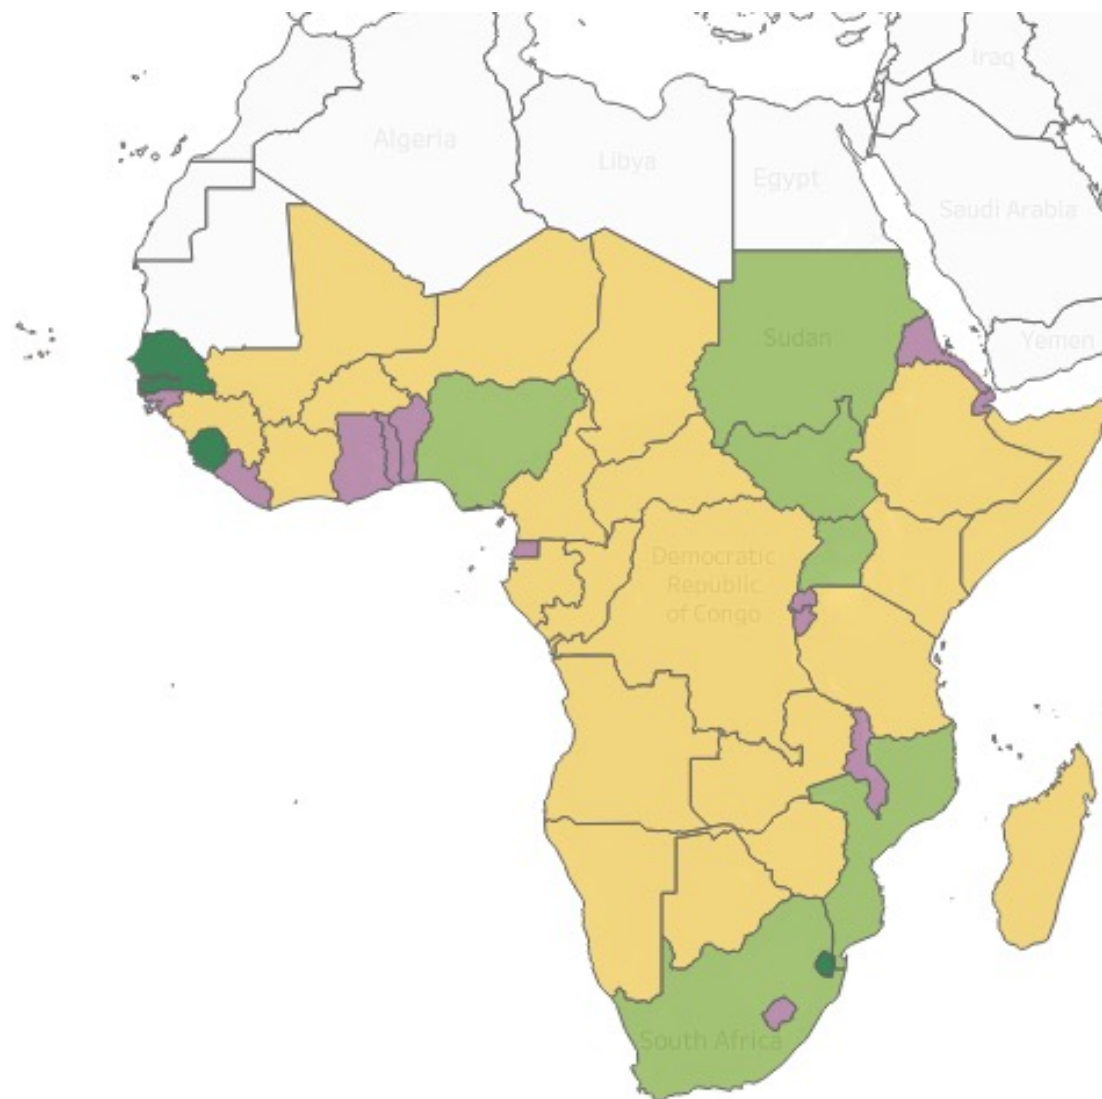 Iraq
Algeria
Libya
Egypt
Saudi Arabia
Sudan
Yemen
Democratic
Republic
of Congo
South Africa